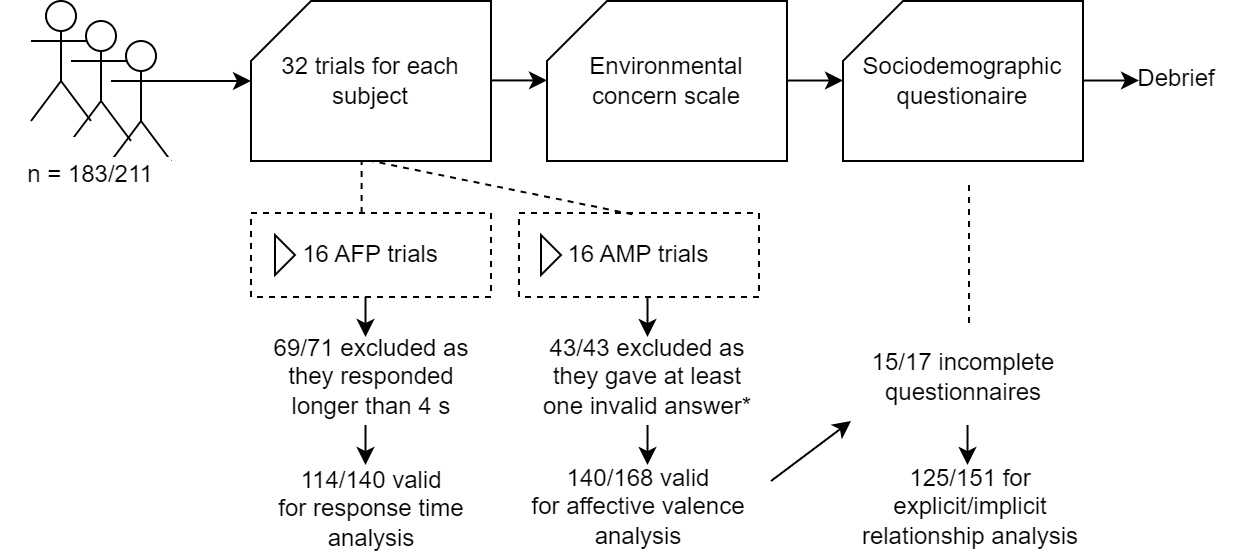 32 trials for each
subject
Environmental
concern scale
Sociodemographic
questionaire
Debrief
n = 183/211
16 AFP trials
16 AMP trials
69/71 excluded as
they responded
longer than 4 s
43/43 excluded as
they gave at least
one invalid answer*
15/17 incomplete
questionnaires
114/140 valid
for response time
analysis
140/168 valid
for affective valence
analysis
125/151 for
explicit/implicit
relationship analysis